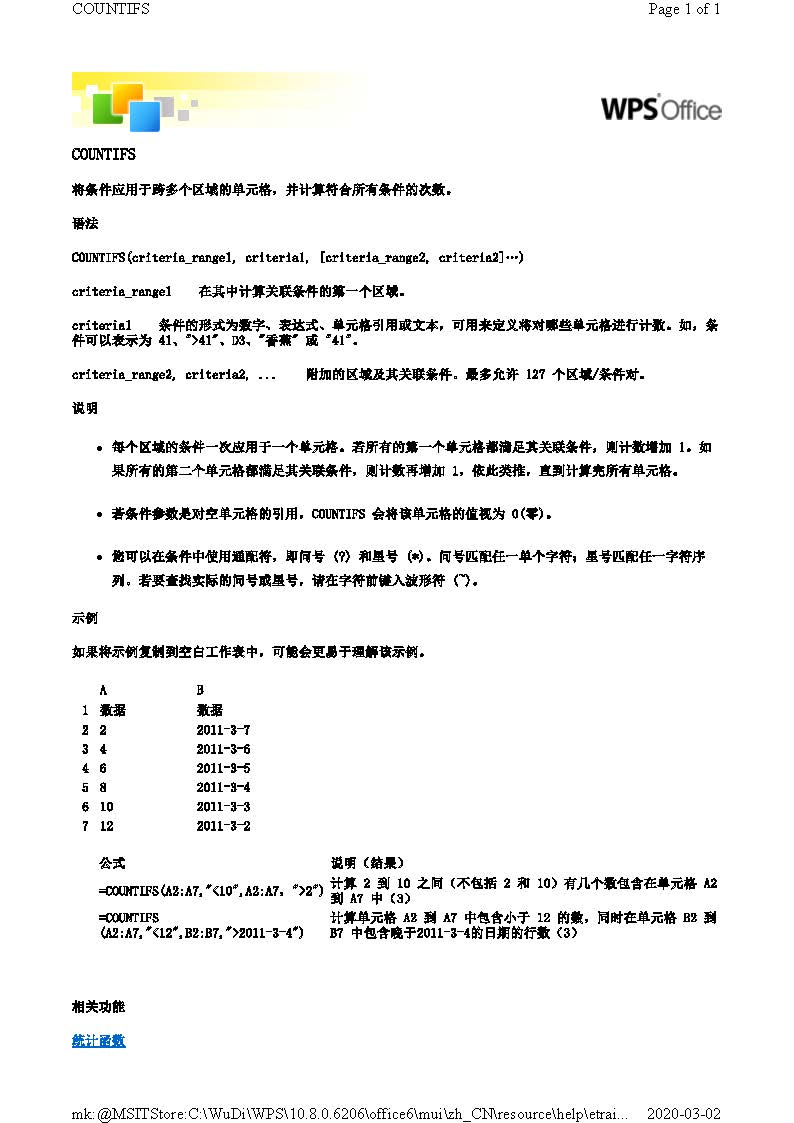 COUNTIFS Page 1 of 1
WPS Office
COUNTIFS
将条件应用于跨多个区域的单元格，并计算符合所有条件的次数。
语法
COUNTIFS(criteria_range1, criteria1, [criteria_range2, criteria2]…)
criteria_range1 在其中计算关联条件的第一个区域。
criteria1 条件的形式为数字、表达式、单元格引用或文本，可用来定义将对哪些单元格进行计数。如，条
件可以表示为 41、">41"、D3、"香蕉" 或 "41"。
criteria_range2, criteria2, ... 附加的区域及其关联条件。最多允许 127 个区域/条件对。
说明
• 每个区域的条件一次应用于一个单元格。若所有的第一个单元格都满足其关联条件，则计数增加 1。如
果所有的第二个单元格都满足其关联条件，则计数再增加 1，依此类推，直到计算完所有单元格。
• 若条件参数是对空单元格的引用，COUNTIFS 会将该单元格的值视为 0(零)。
• 您可以在条件中使用通配符，即问号 (?) 和星号 (*)。问号匹配任一单个字符；星号匹配任一字符序
列。若要查找实际的问号或星号，请在字符前键入波形符 (~)。
示例
如果将示例复制到空白工作表中，可能会更易于理解该示例。
A B
1 数据 数据
2 2 2011-3-7
3 4 2011-3-6
4 6 2011-3-5
5 8 2011-3-4
6 10 2011-3-3
7 12 2011-3-2
公式 说明（结果）
=COUNTIFS(A2:A7,"<10",A2:A7，">2") 计算 2 到 10 之间（不包括 2 和 10）有几个数包含在单元格 A2
到 A7 中（3）
=COUNTIFS 计算单元格 A2 到 A7 中包含小于 12 的数，同时在单元格 B2 到
(A2:A7,"<12",B2:B7,">2011-3-4") B7 中包含晚于2011-3-4的日期的行数（3）
相关功能
统计函数
mk:@MSITStore:C:\WuDi\WPS\10.8.0.6206\office6\mui\zh_CN\resource\help\etrai... 2020-03-02